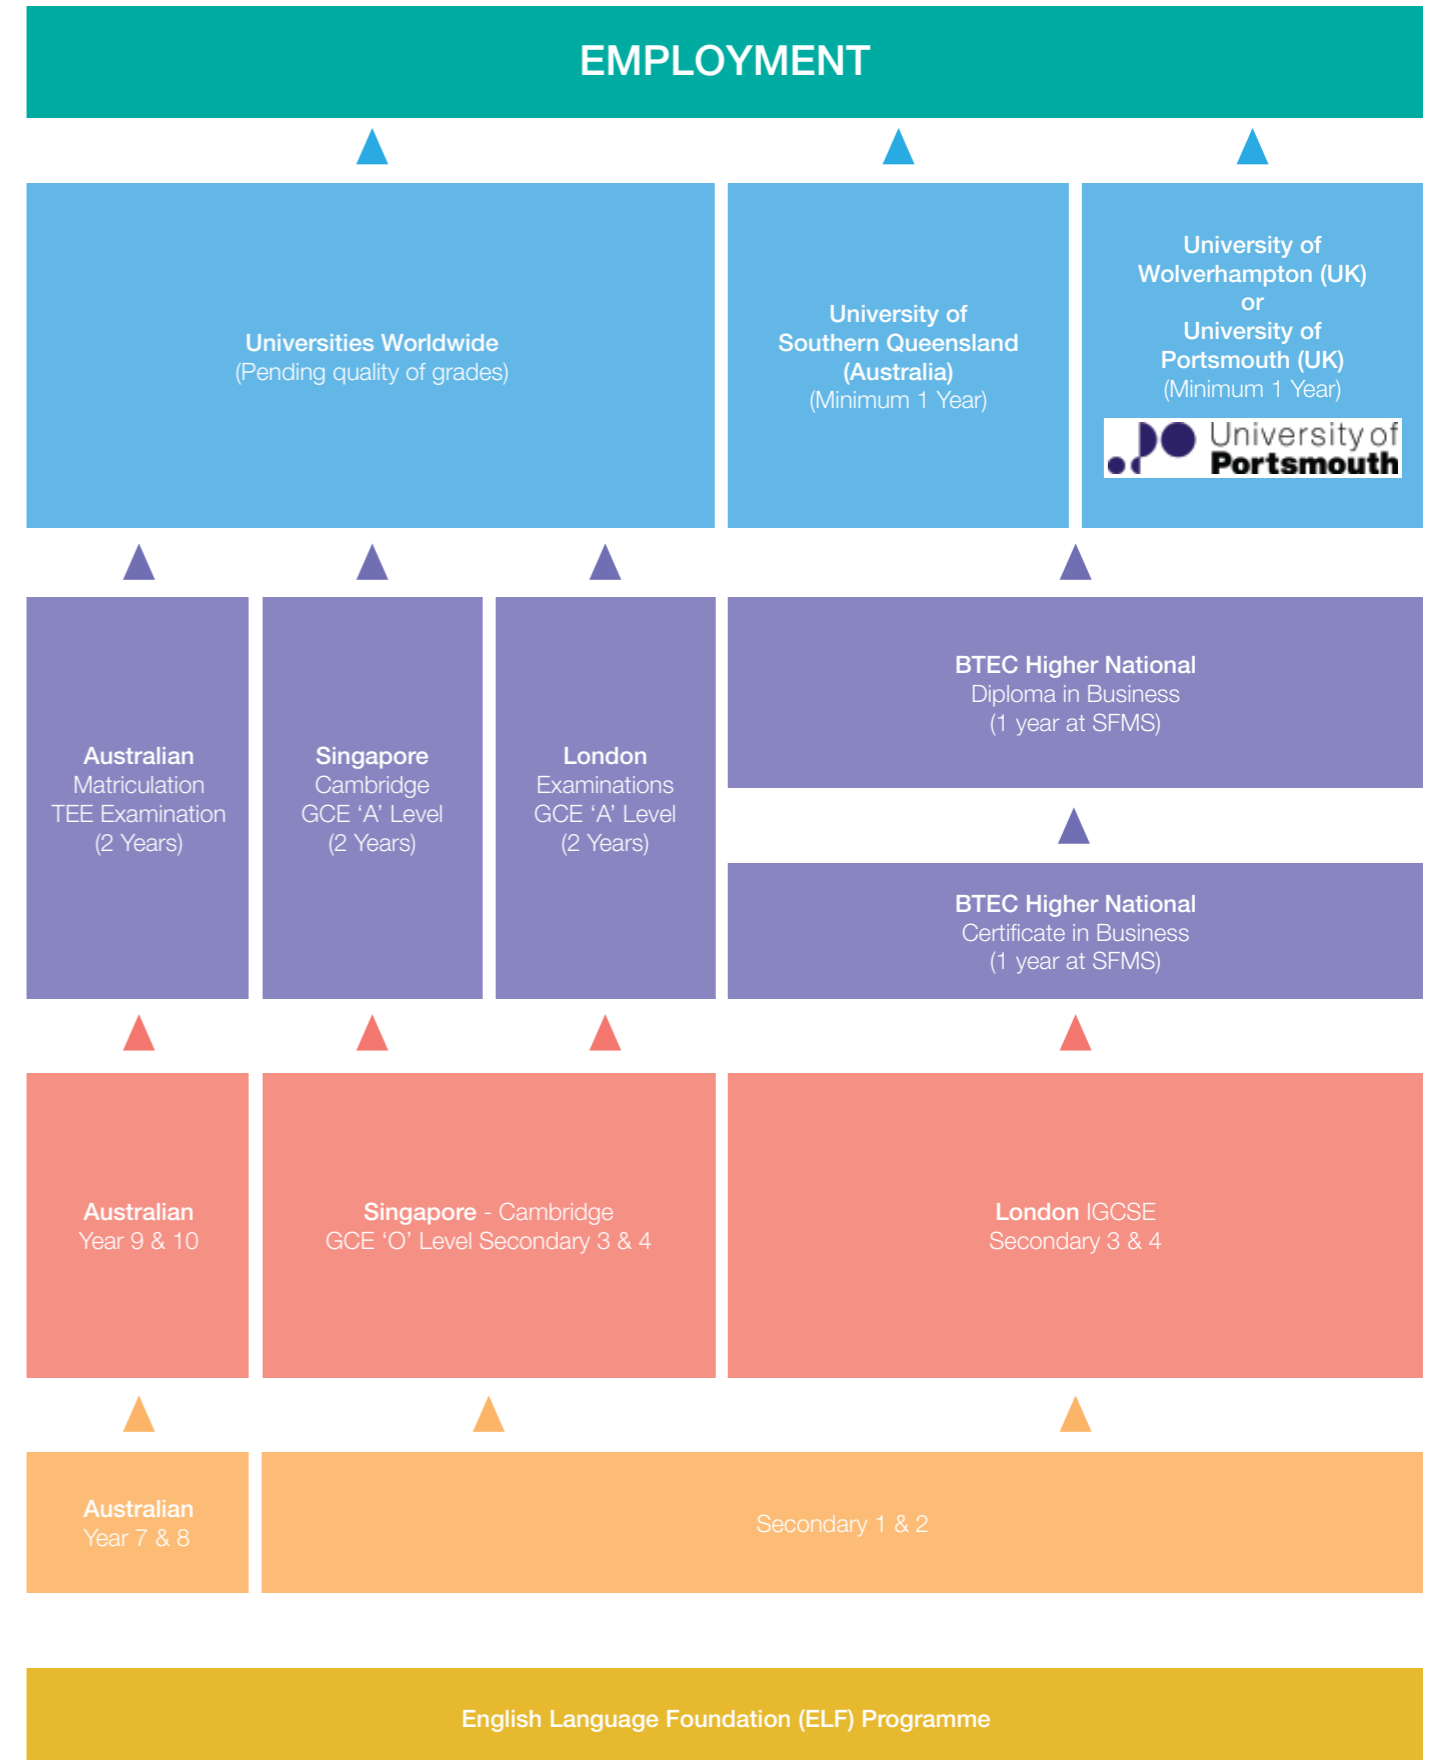 EMPLOYMENT
Universities Worldwide
(Pending quality of grades)
University of
Southern Queensland
(Australia)
(Minimum 1 Year)
University of
Wolverhampton (UK)
or
University of
Portsmouth (UK)
(Minimum 1 Year)
University of
Portsmouth
Australian
Matriculation
TEE Examination
(2 Years)
Singapore
Cambridge
GCE ‘A’ Level
(2 Years)
London
Examinations
GCE ‘A’ Level
(2 Years)
BTEC Higher National
Diploma in Business
(1 year at SFMS)
BTEC Higher National
Certificate in Business
(1 year at SFMS)
Australian
Year 9 & 10
Singapore - Cambridge
GCE ‘O’ Level Secondary 3 & 4
London IGCSE
Secondary 3 & 4
Australian
Year 7 & 8
Secondary 1 & 2
English Language Foundation (ELF) Programme